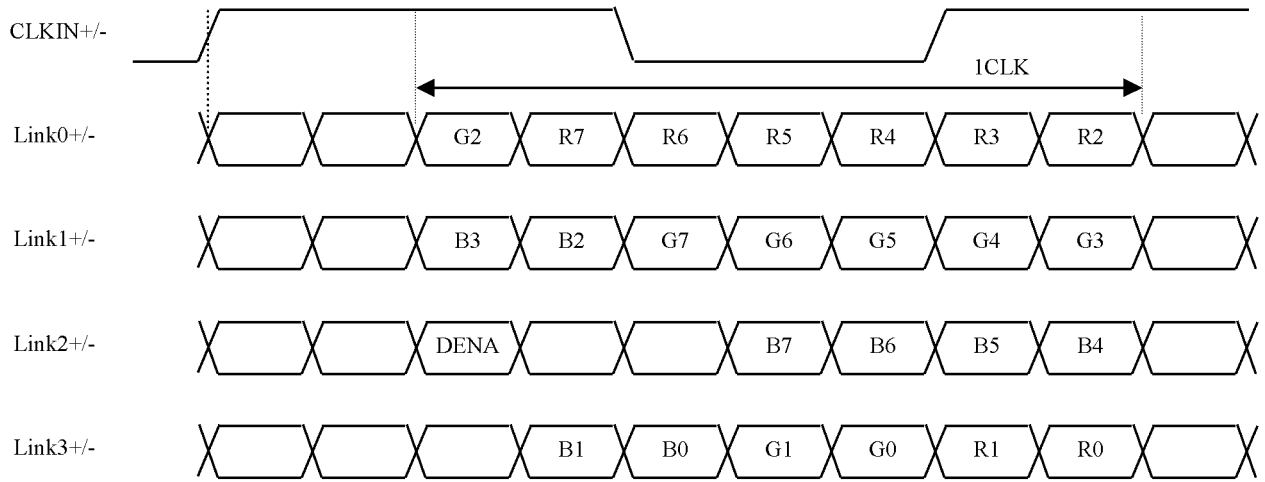 CLKIN+/-
1CLK
Link0+/- G2 R7 R6 R5 R4 R3 R2
Link1+/- B3 B2 G7 G6 G5 G4 G3
Link2+/- DENA B7 B6 B5 B4
Link3+/- B1 B0 G1 G0 R1 R0